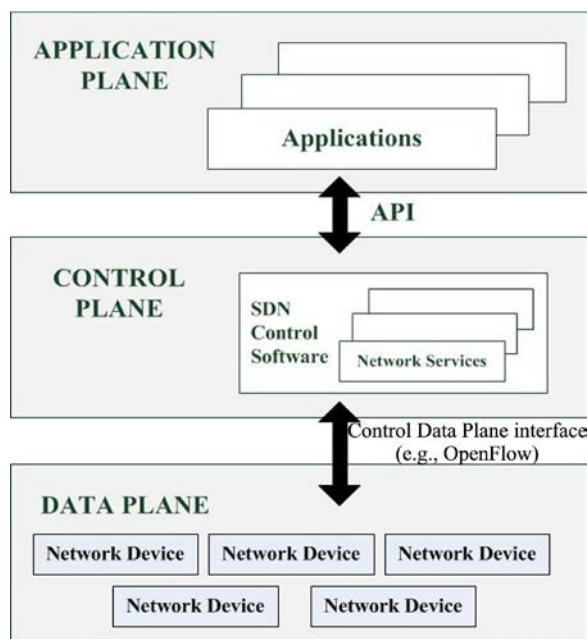 APPLICATION
PLANE
Applications
API
CONTROL
PLANE
SDN
Control
Software
Network Services
Control Data Plane interface
(e.g., OpenFlow)
DATA PLANE
Network Device
Network Device
Network Device
Network Device
Network Device